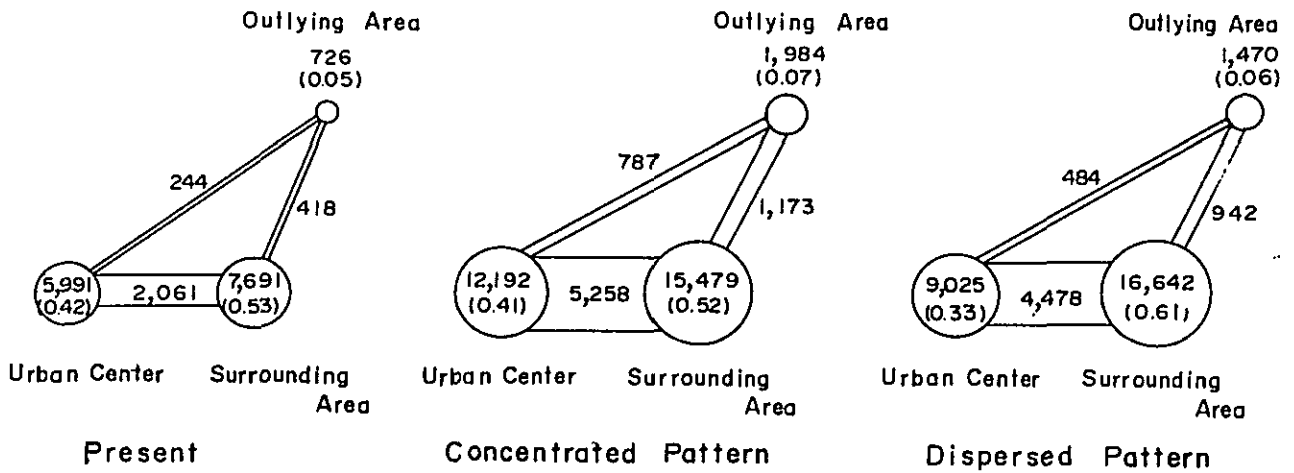 Outlying Area
726
(0.05)
244
418
5,991
(0.42)
2,061
7,691
(0.53)
Urban Center
Surrounding
Area
Present
Outlying Area
1,984
(0.07)
787
1,173
12,192
(0.41)
5,258
15,479
(0.52)
Urban Center
Surrounding
Area
Concentrated Pattern
Outlying Area
1,470
(0.06)
484
942
9,025
(0.33)
4,478
16,642
(0.61)
Urban Center
Surrounding
Area
Dispersed Pattern